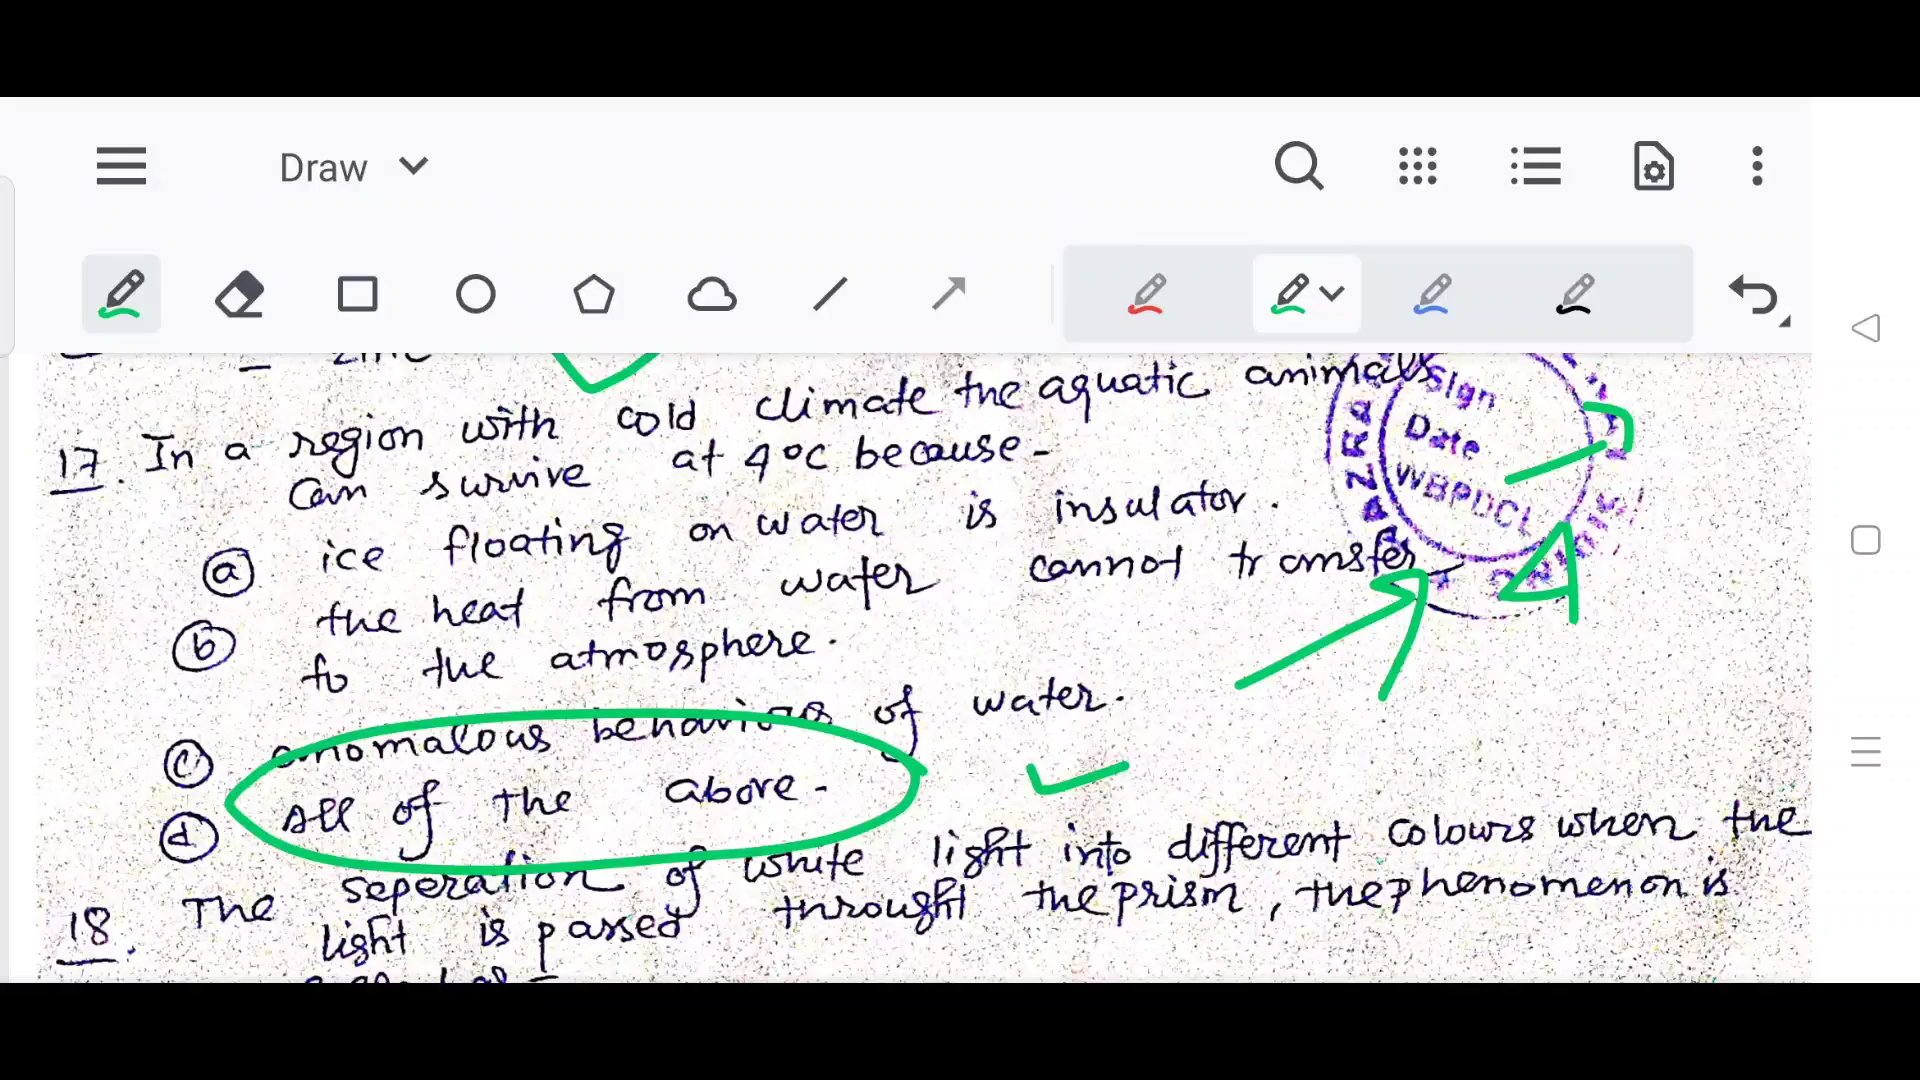 Draw
zinc
17. In a region with cold climate the aquatic animals
can survive at 4°C because -
(a) ice floating on water is insulator.
(b) the heat from water cannot transfer
to the atmosphere.
(c) anomalous behaviour of water.
(d) All of the above -
18. The seperation of white light into different colours when the
light is passed throught the prism, the phenomenon is
Sign
Date
WBPDCL